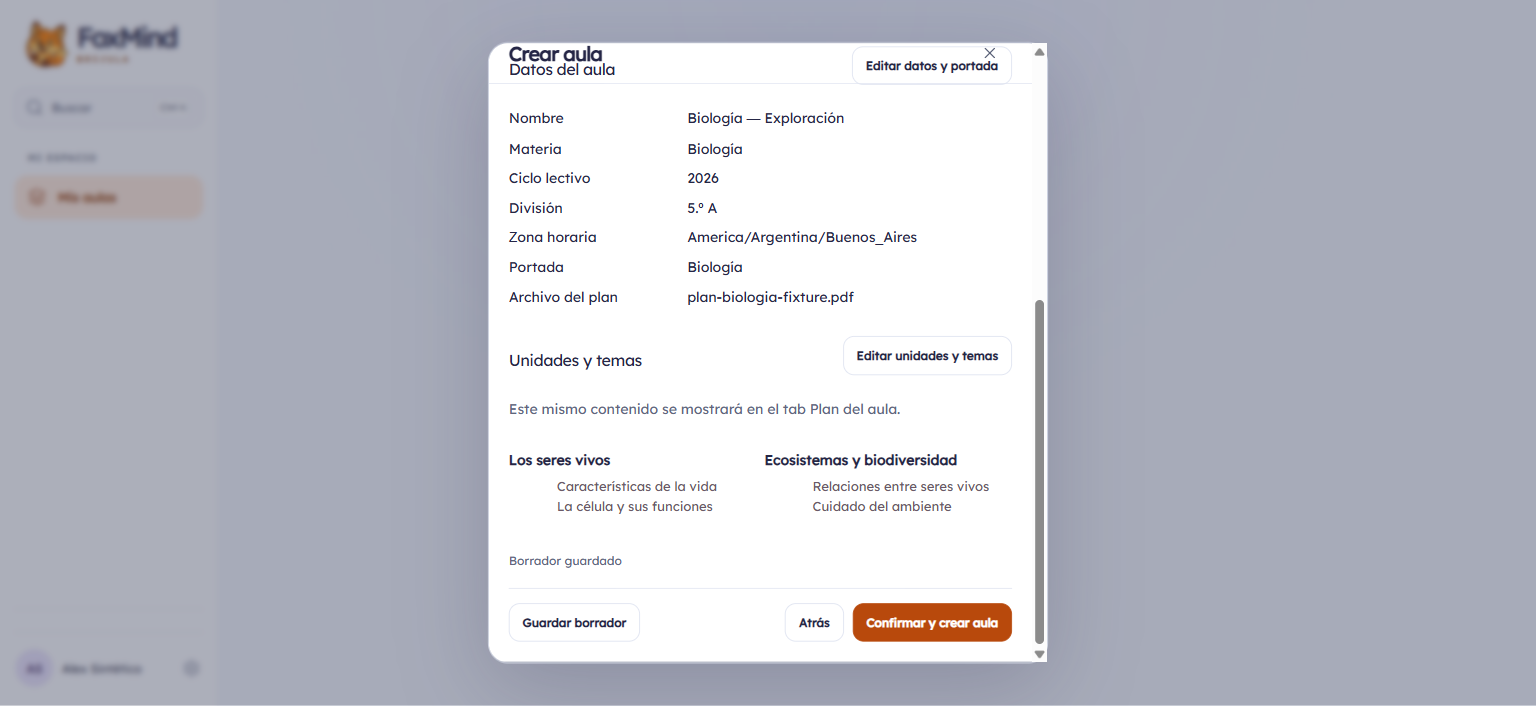 FoxMind
Buscar
MI ESPACIO
Mis aulas
Crear aula
Datos del aula
Editar datos y portada
Nombre Biología — Exploración
Materia Biología
Ciclo lectivo 2026
División 5.º A
Zona horaria America/Argentina/Buenos_Aires
Portada Biología
Archivo del plan plan-biologia-fixture.pdf
Unidades y temas
Editar unidades y temas
Este mismo contenido se mostrará en el tab Plan del aula.
Los seres vivos
Características de la vida
La célula y sus funciones
Ecosistemas y biodiversidad
Relaciones entre seres vivos
Cuidado del ambiente
Borrador guardado
Guardar borrador
Atrás
Confirmar y crear aula